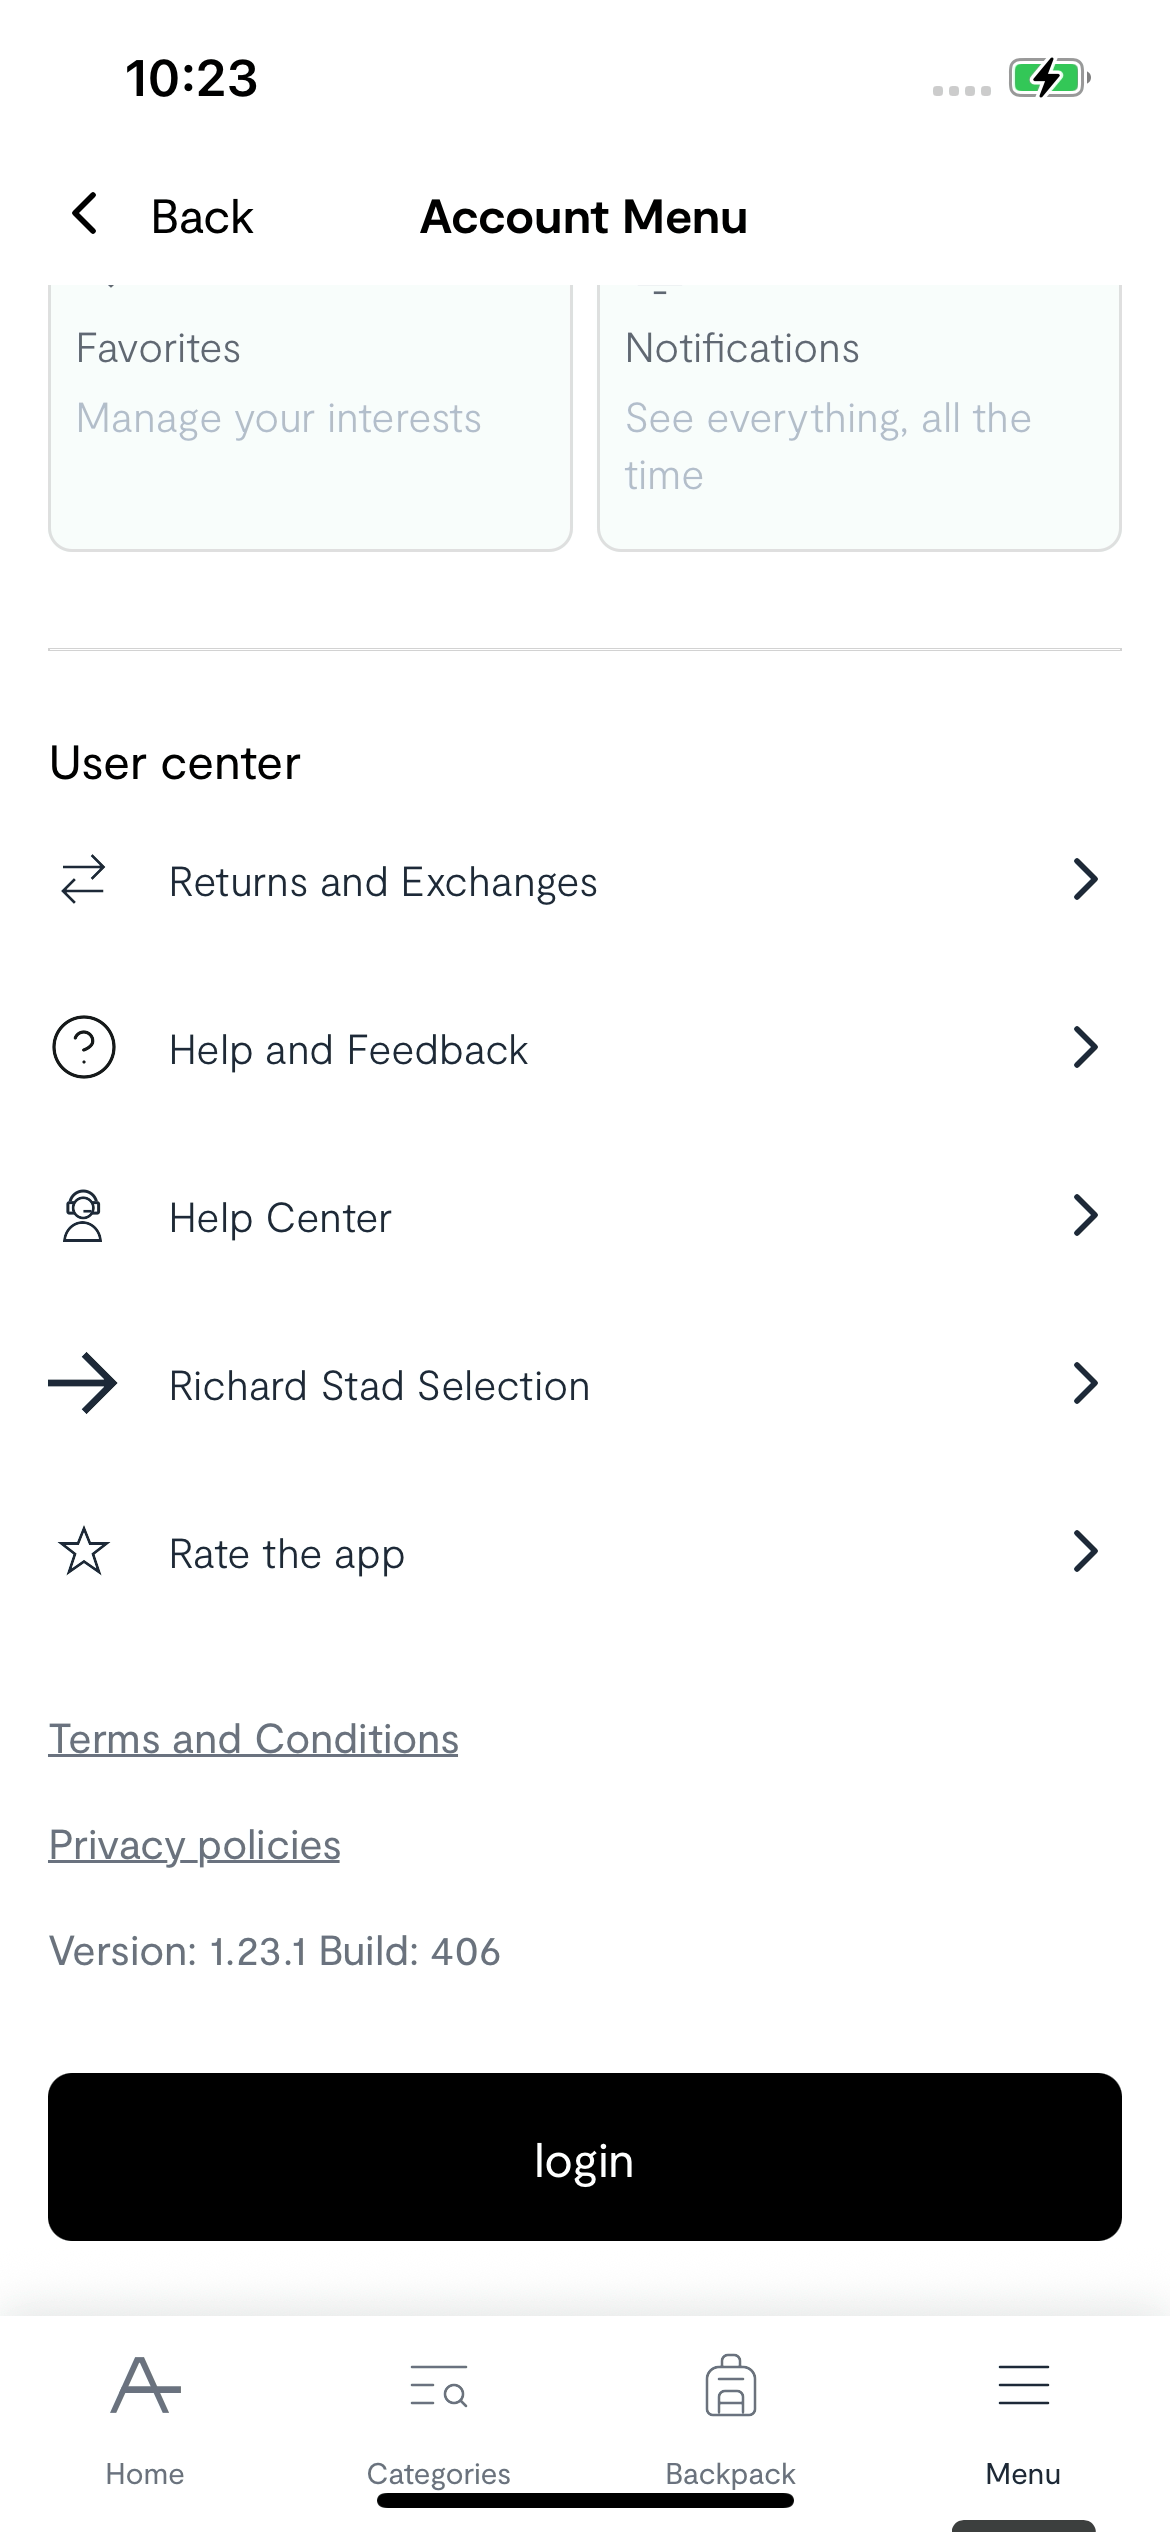 10:23
Back
Account Menu
Favorites
Manage your interests
Notifications
See everything, all the
time
User center
Returns and Exchanges
Help and Feedback
Help Center
Richard Stad Selection
Rate the app
Terms and Conditions
Privacy policies
Version: 1.23.1 Build: 406
login
Home
Categories
Backpack
Menu